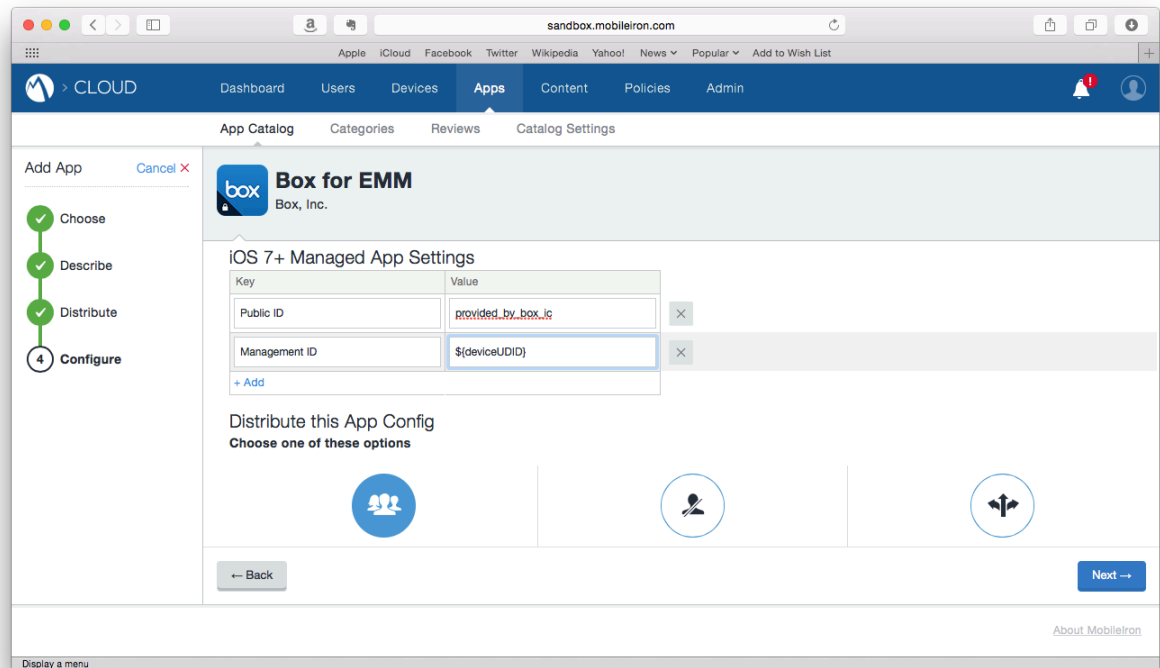 sandbox.mobileiron.com
Apple iCloud Facebook Twitter Wikipedia Yahoo! News Popular Add to Wish List
> CLOUD Dashboard Users Devices Apps Content Policies Admin
!
App Catalog Categories Reviews Catalog Settings
Add App Cancel ×
Choose
Describe
Distribute
4 Configure
box
Box for EMM
Box, Inc.
iOS 7+ Managed App Settings
Key Value
Public ID provided_by_box_ic
Management ID ${deviceUDID}
+ Add
Distribute this App Config
Choose one of these options
← Back Next →
About MobileIron
Display a menu